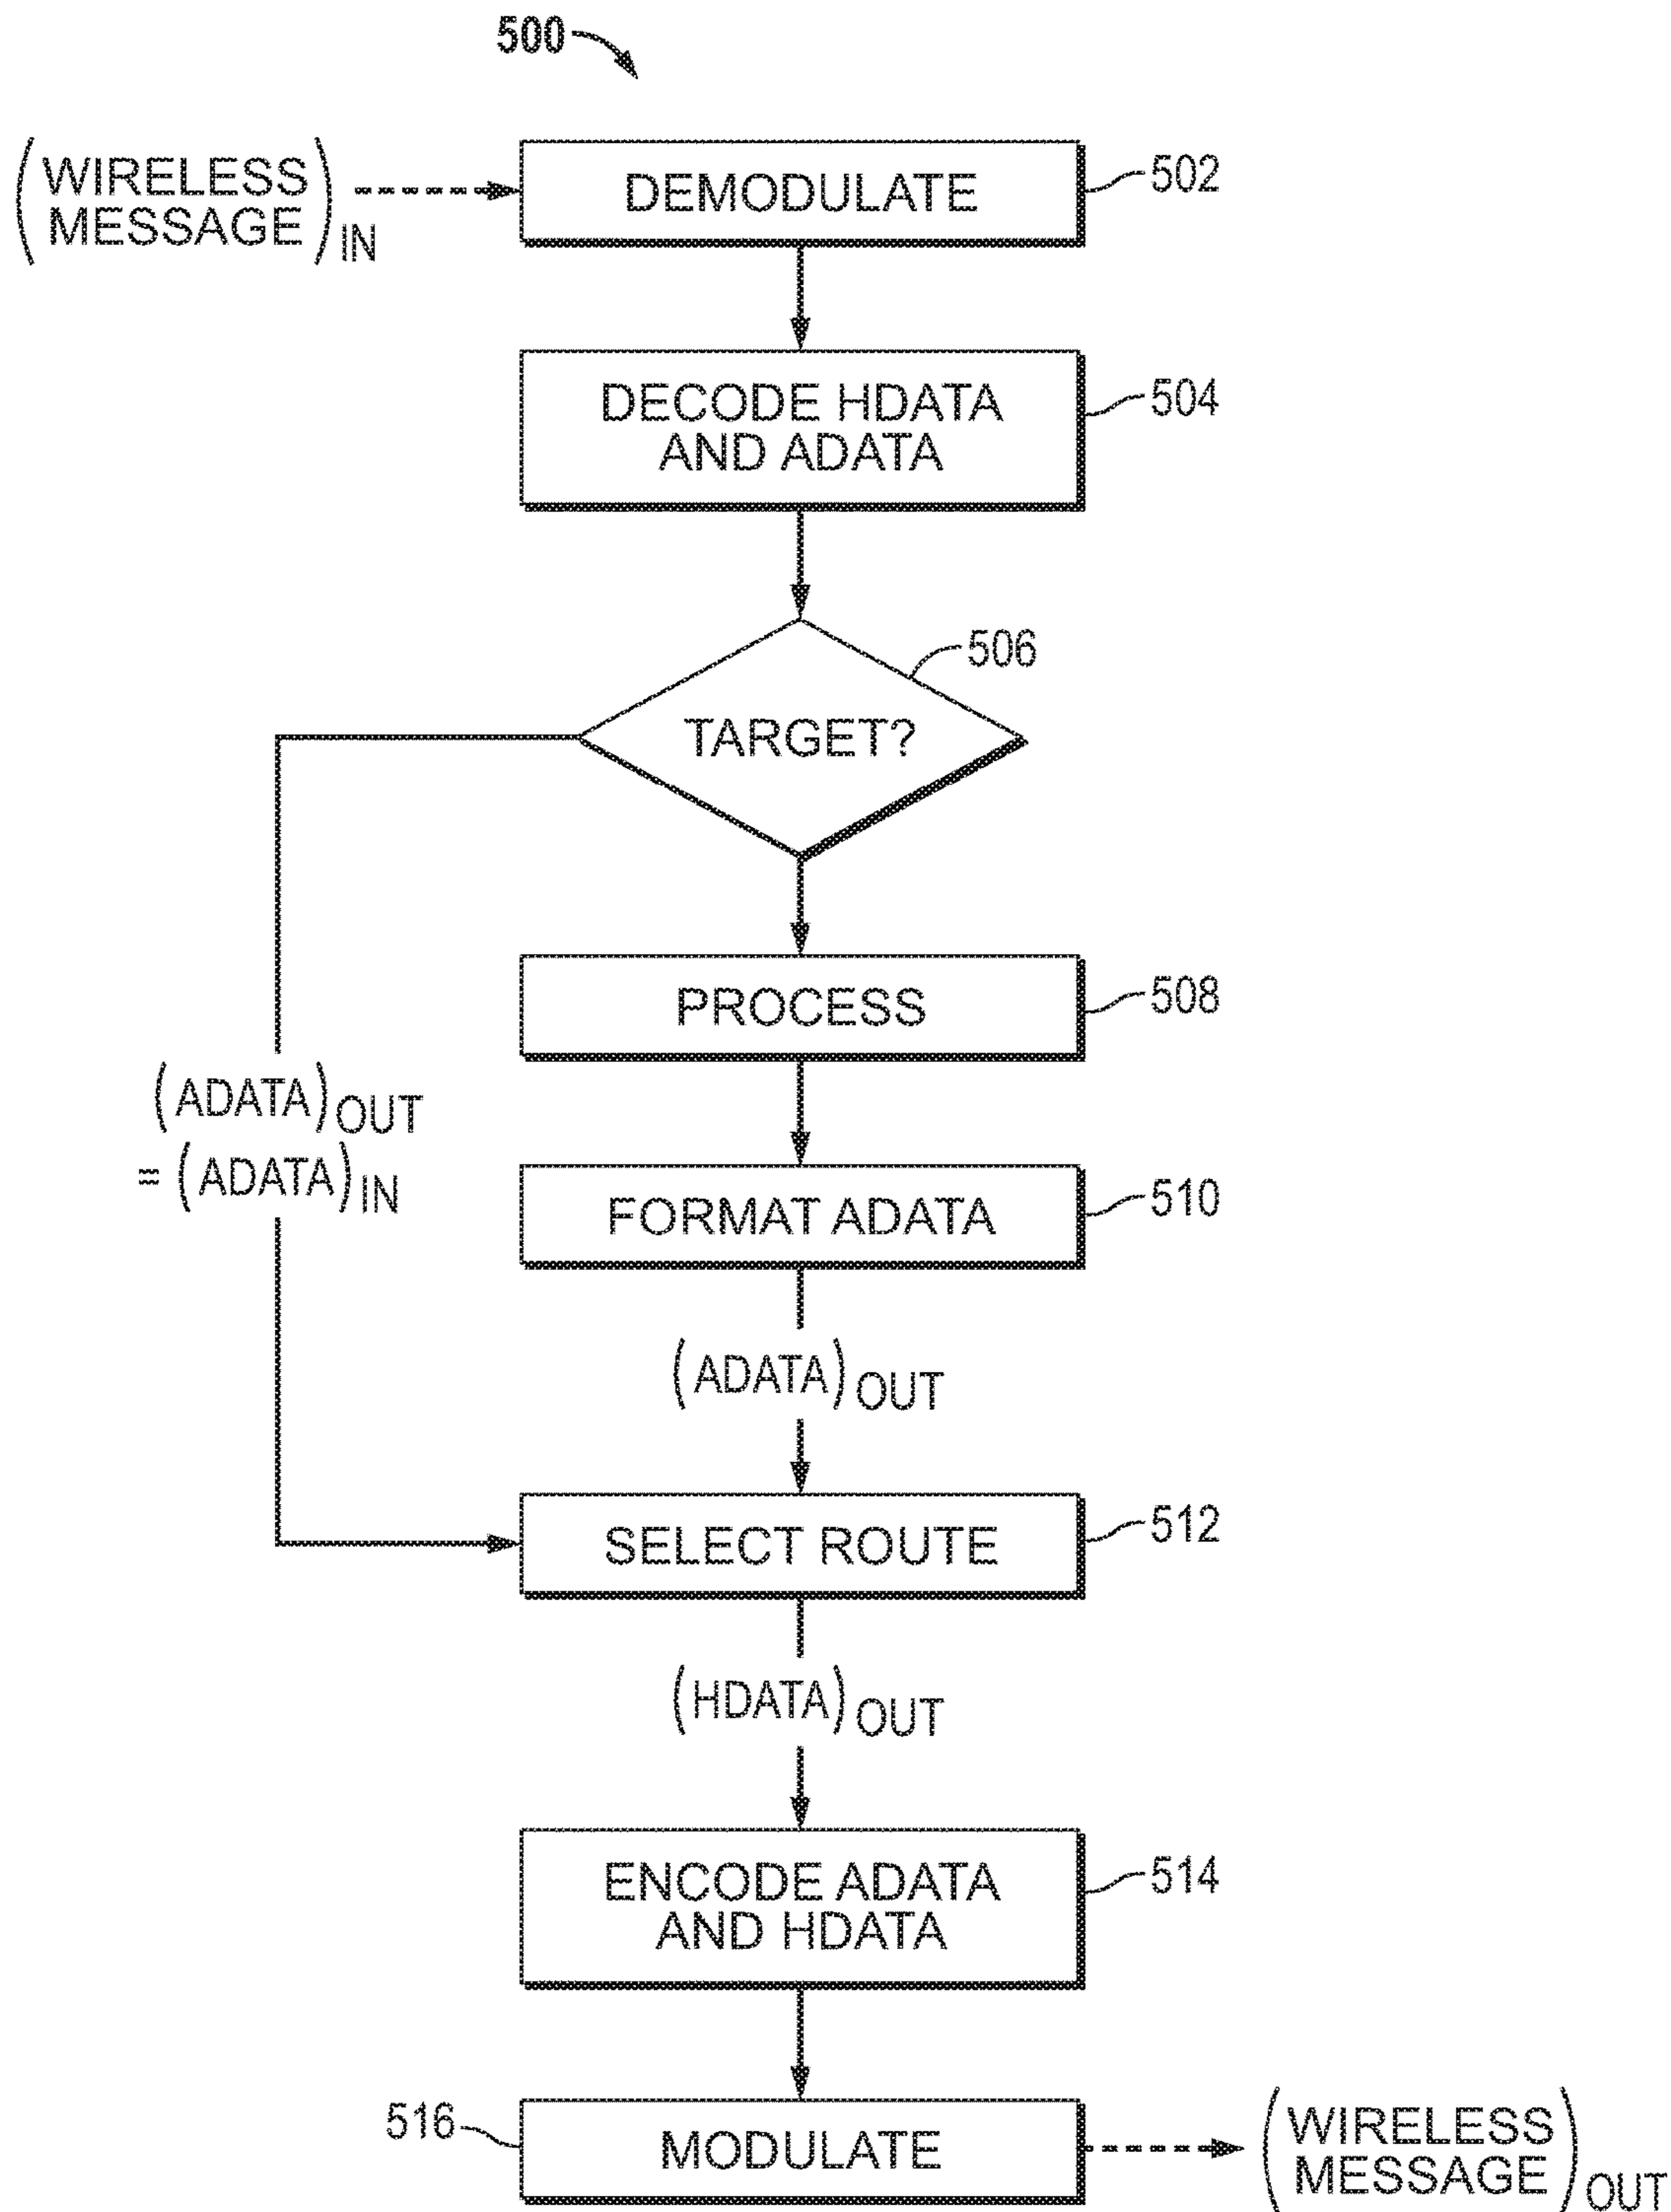 500
(WIRELESS
MESSAGE)IN
DEMODULATE
502
DECODE HDATA
AND ADATA
504
506
TARGET?
PROCESS
508
(ADATA)OUT
= (ADATA)IN
FORMAT ADATA
510
(ADATA)OUT
SELECT ROUTE
512
(HDATA)OUT
ENCODE ADATA
AND HDATA
514
516
MODULATE
(WIRELESS
MESSAGE)OUT